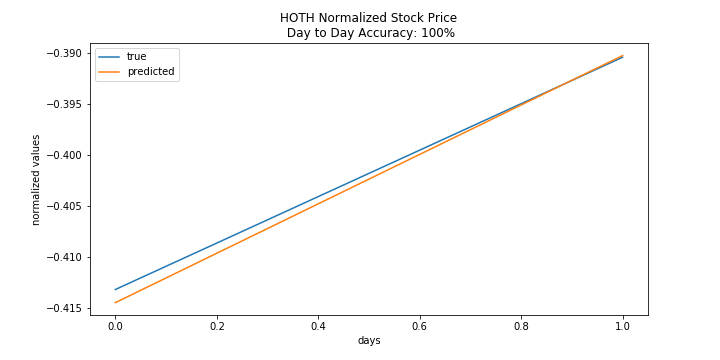 HOTH Normalized Stock Price
Day to Day Accuracy: 100%
true
predicted
−0.390
−0.395
−0.400
−0.405
−0.410
−0.415
normalized values
0.0 0.2 0.4 0.6 0.8 1.0
days